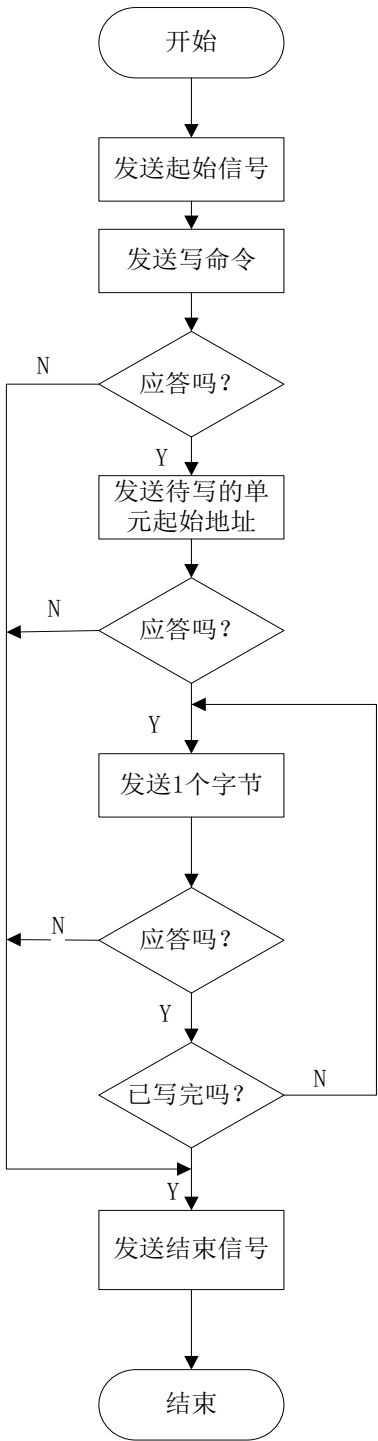 开始
发送起始信号
发送写命令
应答吗？
N
Y
发送待写的单
元起始地址
应答吗？
N
Y
发送1个字节
应答吗？
N
Y
已写完吗？
N
Y
发送结束信号
结束